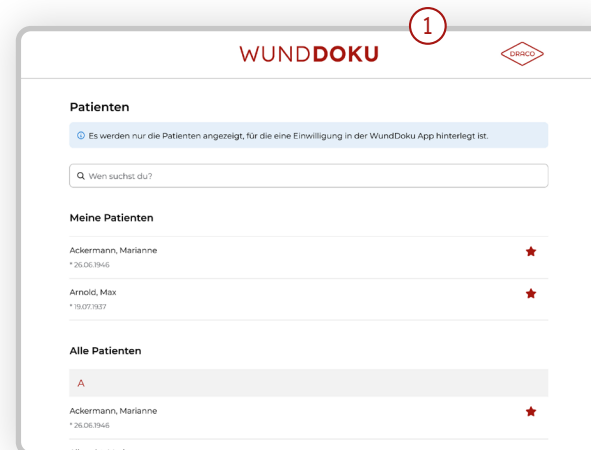 1
WUNDDOKU
DRACO
Patienten
Es werden nur die Patienten angezeigt, für die eine Einwilligung in der WundDoku App hinterlegt ist.
Wen suchst du?
Meine Patienten
Ackermann, Marianne
* 26.06.1946
Arnold, Max
* 19.07.1937
Alle Patienten
A
Ackermann, Marianne
* 26.06.1946